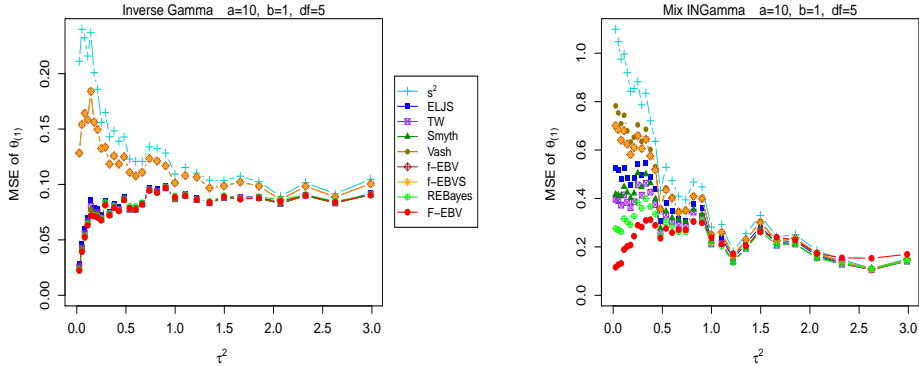 Inverse Gamma a=10, b=1, df=5
MSE of θ(1)
0.20
0.15
0.10
0.05
0.00
0.0 0.5 1.0 1.5 2.0 2.5 3.0
τ²
s²
ELJS
TW
Smyth
Vash
f−EBV
f−EBVS
REBayes
F−EBV
Mix INGamma a=10, b=1, df=5
MSE of θ(1)
1.0
0.8
0.6
0.4
0.2
0.0
0.0 0.5 1.0 1.5 2.0 2.5 3.0
τ²